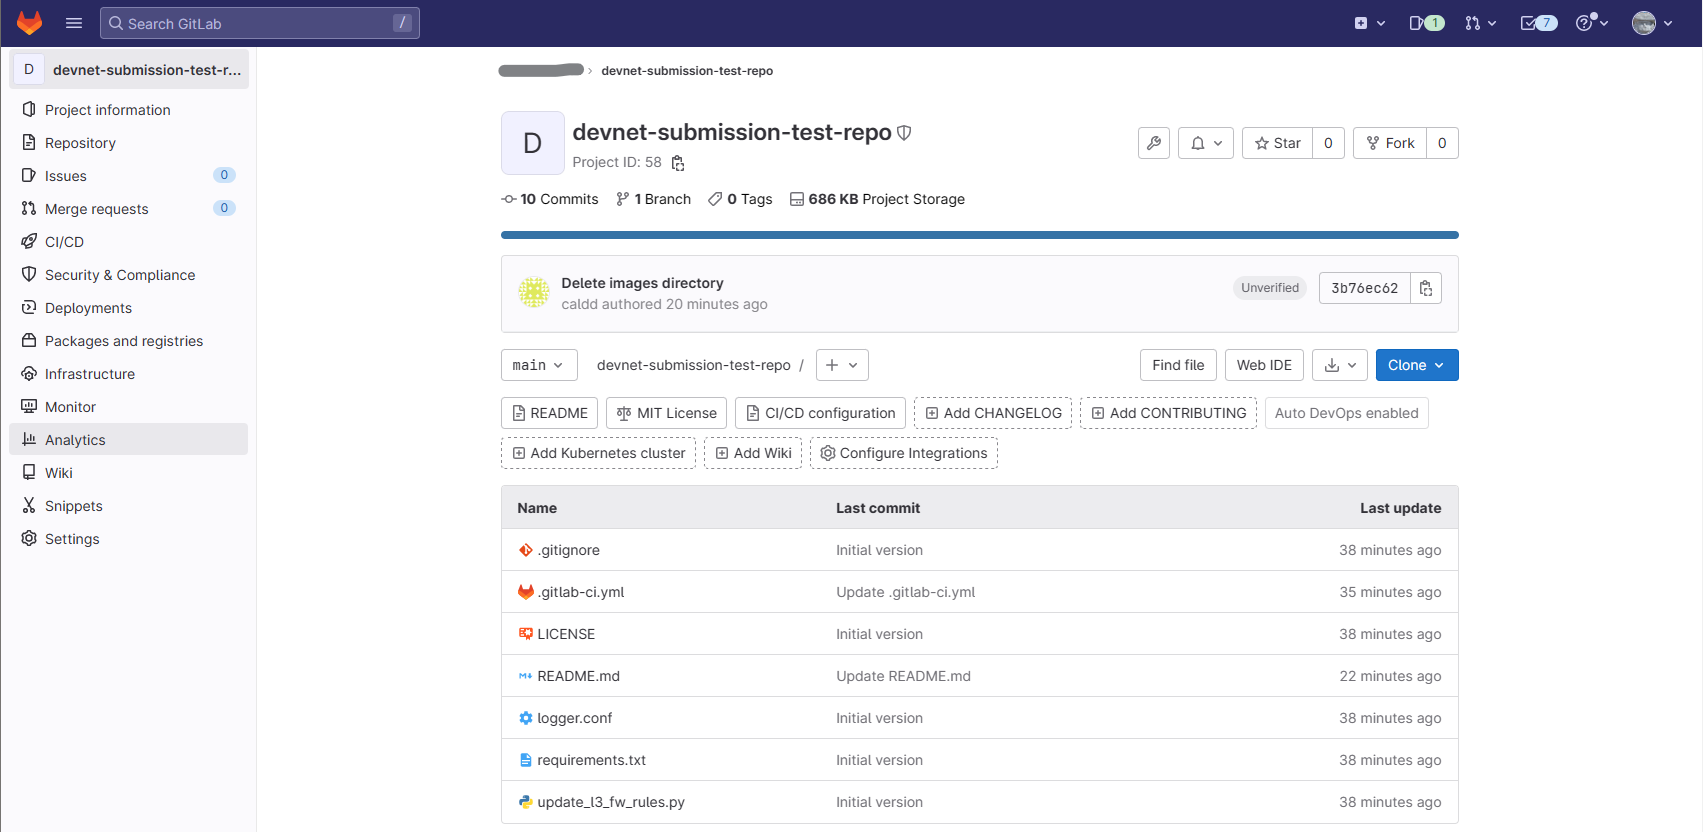 Search GitLab /
1
7
D devnet-submission-test-r...
Project information
Repository
Issues 0
Merge requests 0
CI/CD
Security & Compliance
Deployments
Packages and registries
Infrastructure
Monitor
Analytics
Wiki
Snippets
Settings
› devnet-submission-test-repo
D
devnet-submission-test-repo
Project ID: 58
Star 0
Fork 0
10 Commits 1 Branch 0 Tags 686 KB Project Storage
Delete images directory
caldd authored 20 minutes ago
Unverified
3b76ec62
main devnet-submission-test-repo / + Find file Web IDE Clone
README MIT License CI/CD configuration Add CHANGELOG Add CONTRIBUTING Auto DevOps enabled
Add Kubernetes cluster Add Wiki Configure Integrations
Name Last commit Last update
.gitignore Initial version 38 minutes ago
.gitlab-ci.yml Update .gitlab-ci.yml 35 minutes ago
LICENSE Initial version 38 minutes ago
README.md Update README.md 22 minutes ago
logger.conf Initial version 38 minutes ago
requirements.txt Initial version 38 minutes ago
update_l3_fw_rules.py Initial version 38 minutes ago